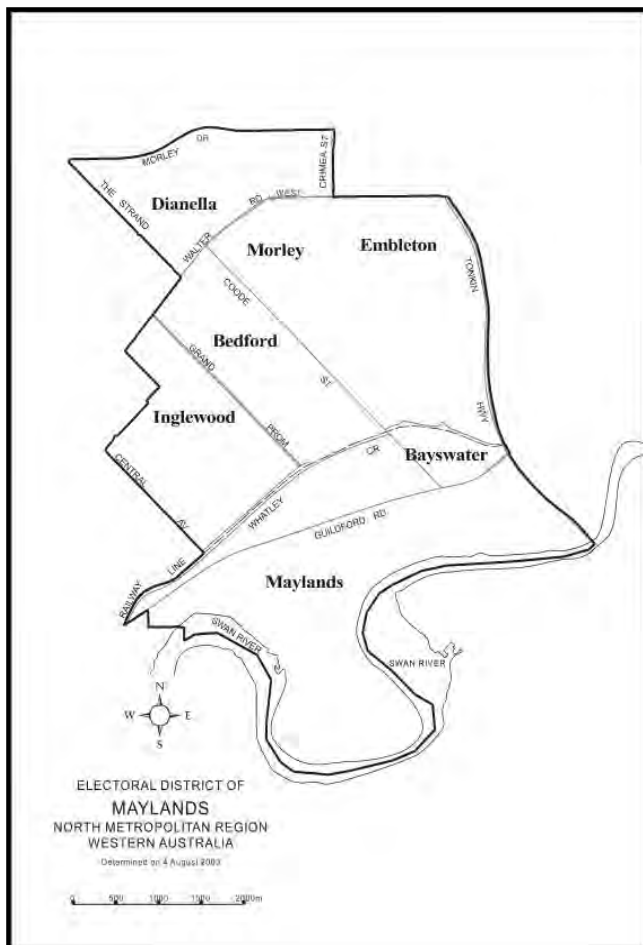 MORLEY DR
CRIMEA ST
THE STRAND
Dianella
WALTER RD WEST
Morley
Embleton
TONKIN HWY
COODE ST
Bedford
GRAND PROM
Inglewood
CENTRAL AV
WHATLEY CR
Bayswater
GUILDFORD RD
RAILWAY LINE
Maylands
SWAN RIVER
SWAN RIVER
N
W E
S
ELECTORAL DISTRICT OF
MAYLANDS
NORTH METROPOLITAN REGION
WESTERN AUSTRALIA
Determined on 4 August 2003
0 500 1000 1500 2000m